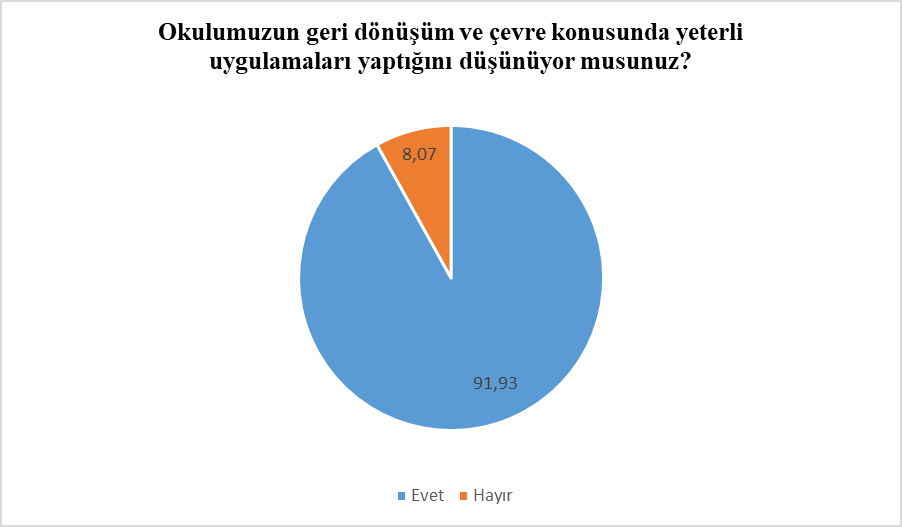 Okulumuzun geri dönüşüm ve çevre konusunda yeterli
uygulamaları yaptığını düşünüyor musunuz?
8,07
91,93
Evet Hayır